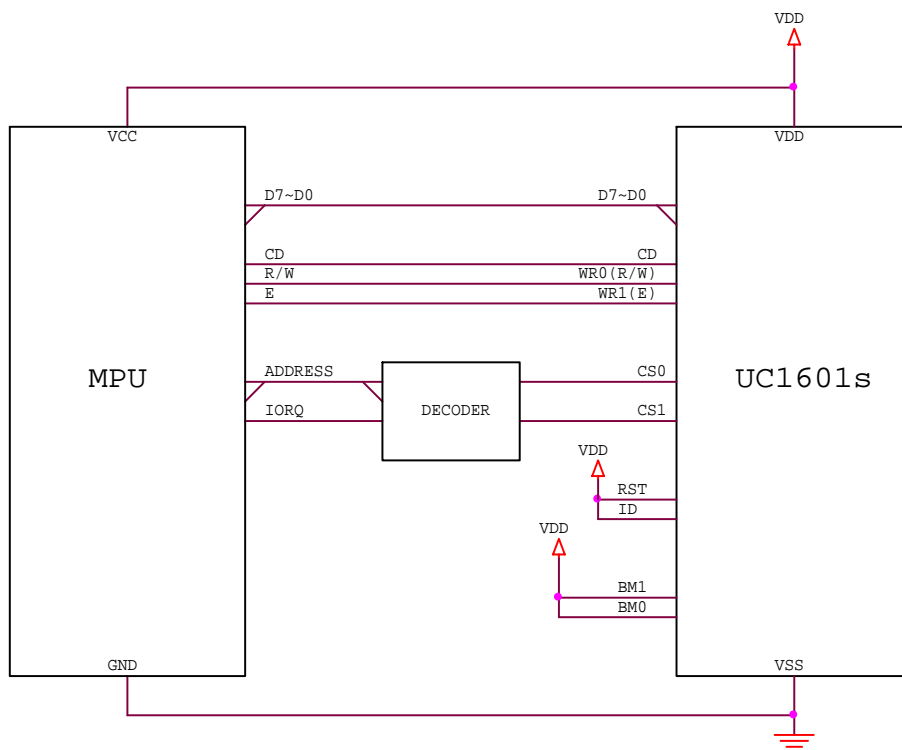 VDD
VCC VDD
D7~D0 D7~D0
CD CD
R/W WR0(R/W)
E WR1(E)
MPU ADDRESS CS0 UC1601s
IORQ DECODER CS1
VDD
RST
ID
VDD
BM1
BM0
GND VSS